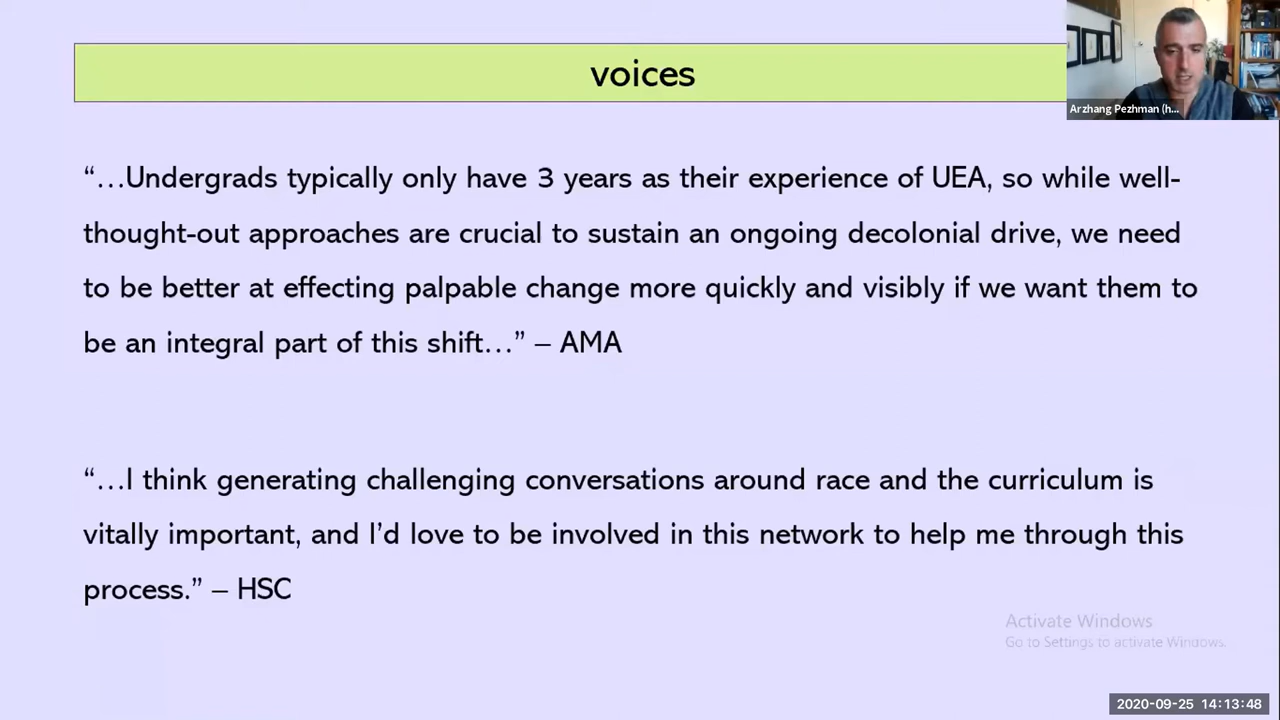 voices
Arzhang Pezhman (h...
“…Undergrads typically only have 3 years as their experience of UEA, so while well-
thought-out approaches are crucial to sustain an ongoing decolonial drive, we need
to be better at effecting palpable change more quickly and visibly if we want them to
be an integral part of this shift…” – AMA
“…I think generating challenging conversations around race and the curriculum is
vitally important, and I’d love to be involved in this network to help me through this
process.” – HSC
Activate Windows
Go to Settings to activate Windows.
2020-09-25 14:13:48